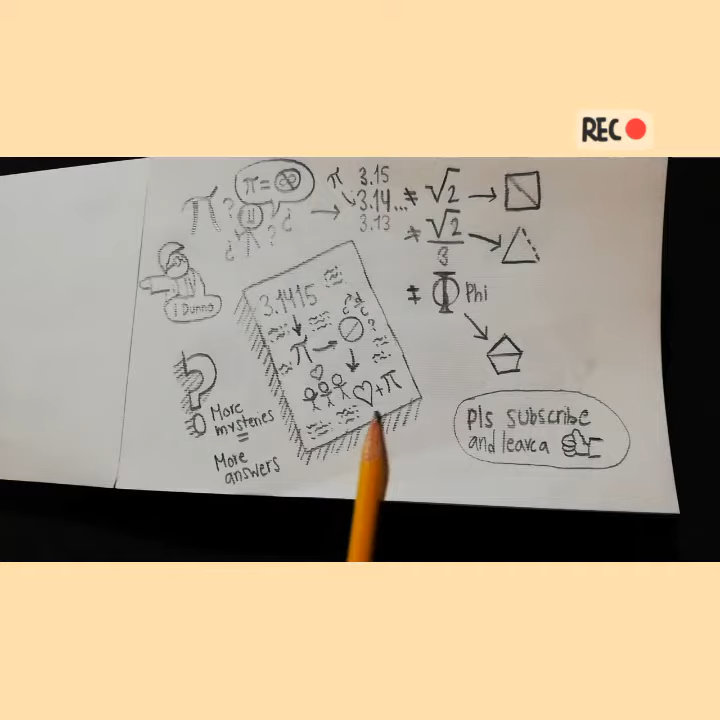 REC
π = 
π ?
?
¿
¿ ?
π 3.15
3.14...
3.13
≠ √2
≠ √2
3
≠ Φ Phi
i Dunno
3.1415
π
?
♡ + π
?
More
mysteries
=
More
answers
pls subscribe
and leave a